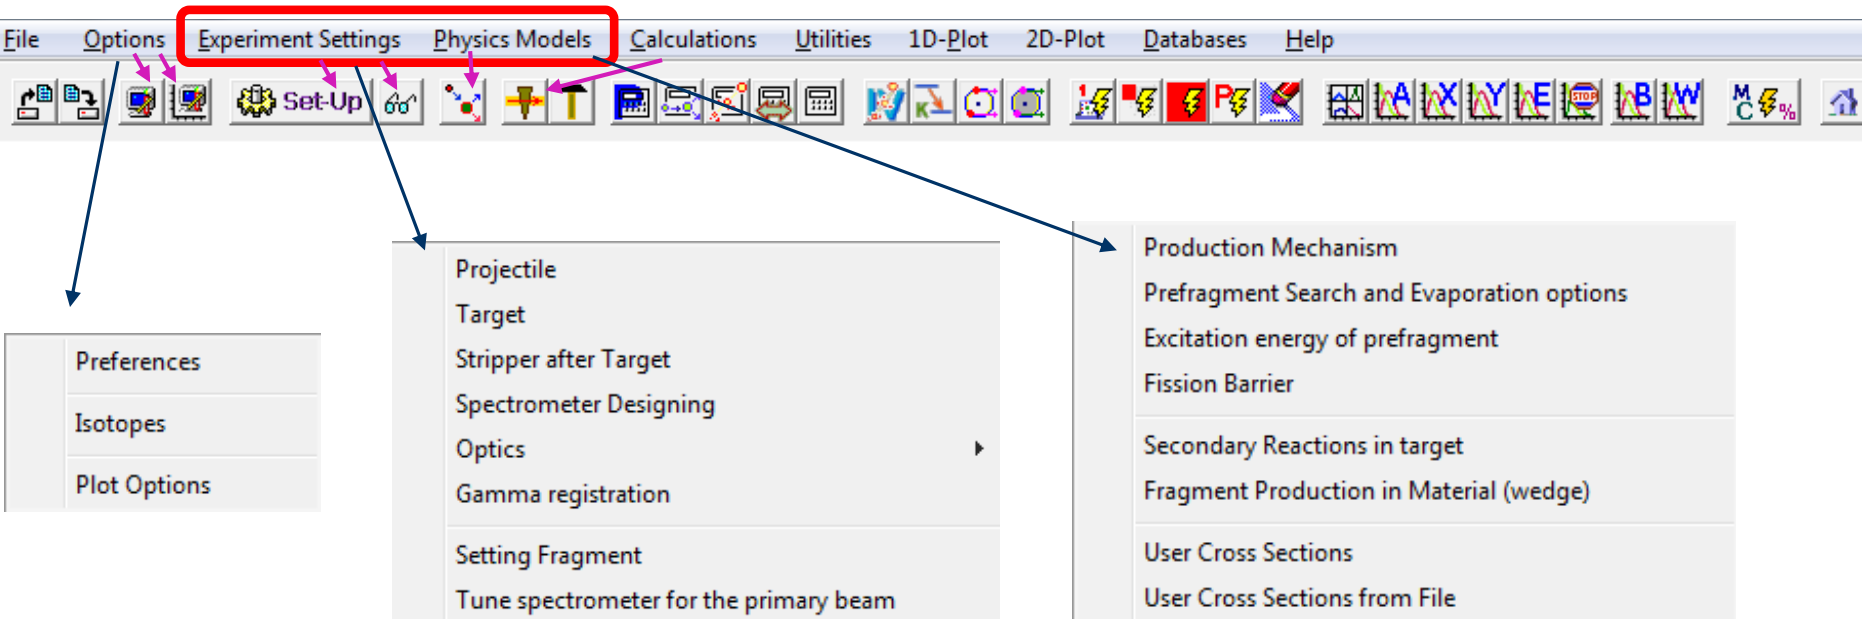 File Options Experiment Settings Physics Models Calculations Utilities 1D-Plot 2D-Plot Databases Help
Set-Up P 1 P A X Y E STOP B W MC %
Preferences
Isotopes
Plot Options
Projectile
Target
Stripper after Target
Spectrometer Designing
Optics
Gamma registration
Setting Fragment
Tune spectrometer for the primary beam
Production Mechanism
Prefragment Search and Evaporation options
Excitation energy of prefragment
Fission Barrier
Secondary Reactions in target
Fragment Production in Material (wedge)
User Cross Sections
User Cross Sections from File